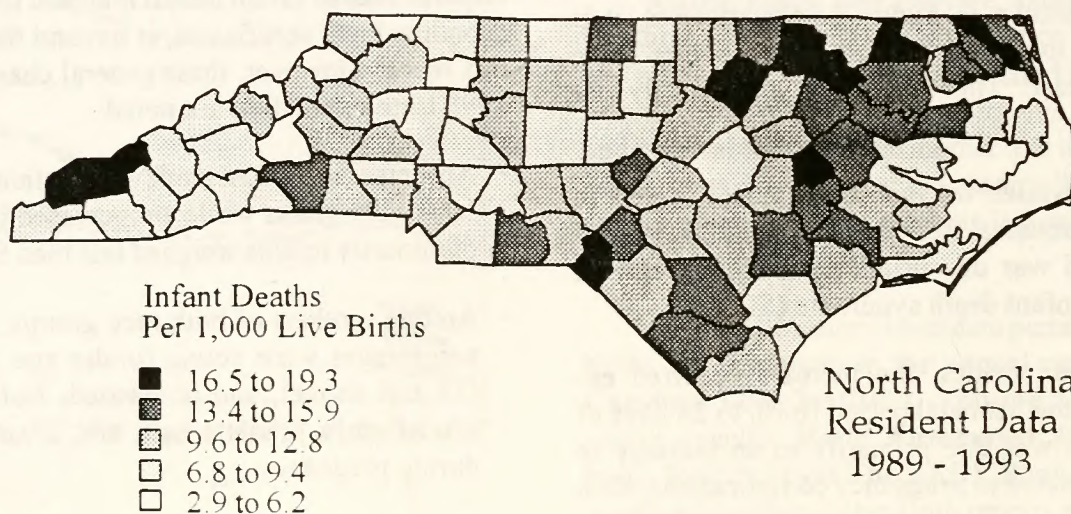 Infant Deaths
Per 1,000 Live Births
16.5 to 19.3
13.4 to 15.9
9.6 to 12.8
6.8 to 9.4
2.9 to 6.2
North Carolina
Resident Data
1989 - 1993